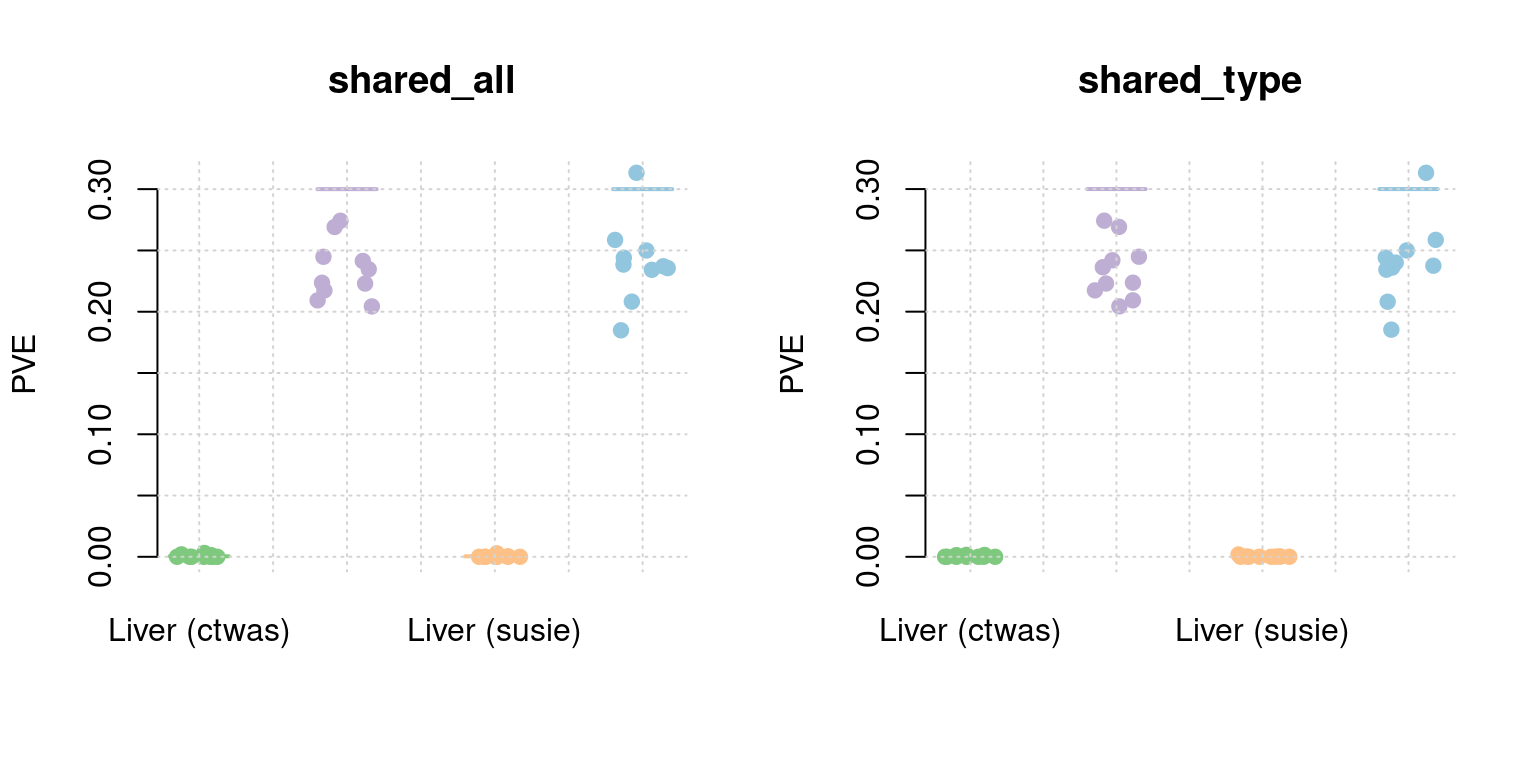 shared_all
PVE
0.30
0.20
0.10
0.00
Liver (ctwas)
Liver (susie)
shared_type
PVE
0.30
0.20
0.10
0.00
Liver (ctwas)
Liver (susie)